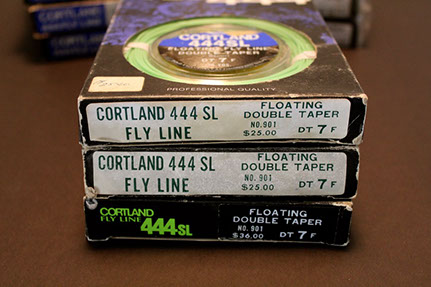 CORTLAND
444SL
FLOATING FLY LINE
DOUBLE-TAPER
DT 7 F
PROFESSIONAL QUALITY
CORTLAND 444 SL
FLY LINE
FLOATING
DOUBLE TAPER
NO. 901
$25.00 DT 7 F
CORTLAND 444 SL
FLY LINE
FLOATING
DOUBLE TAPER
NO. 901
$25.00 DT 7 F
CORTLAND
FLY LINE 444SL
FLOATING
DOUBLE TAPER
NO. 901
$36.00 DT 7 F